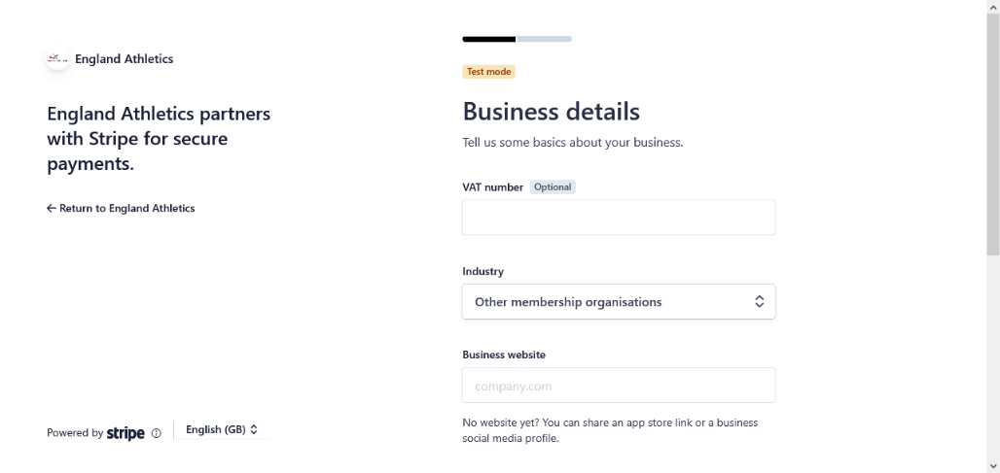 England Athletics
England Athletics partners
with Stripe for secure
payments.
Return to England Athletics
Powered by stripe
English (GB)
Test mode
Business details
Tell us some basics about your business.
VAT number Optional
Industry
Other membership organisations
Business website
company.com
No website yet? You can share an app store link or a business
social media profile.